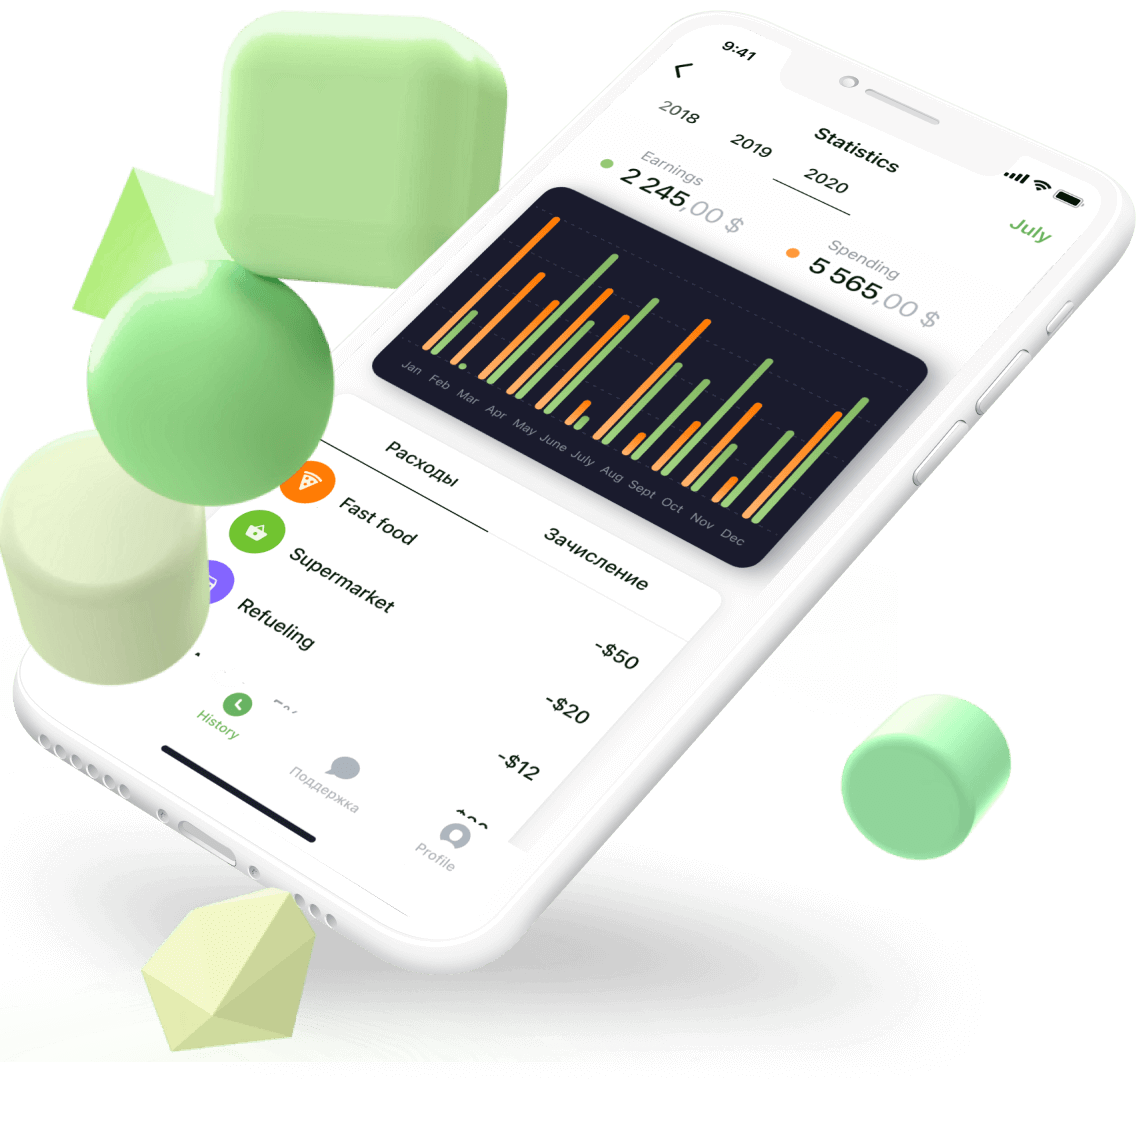 9:41
Statistics
July
2018
2019
2020
Earnings
2 245,00 $
Spending
5 565,00 $
Jan
Feb
Mar
Apr
May
June
July
Aug
Sept
Oct
Nov
Dec
Расходы
Зачисление
Fast food
-$50
Supermarket
-$20
Refueling
-$12
History
Поддержка
Profile